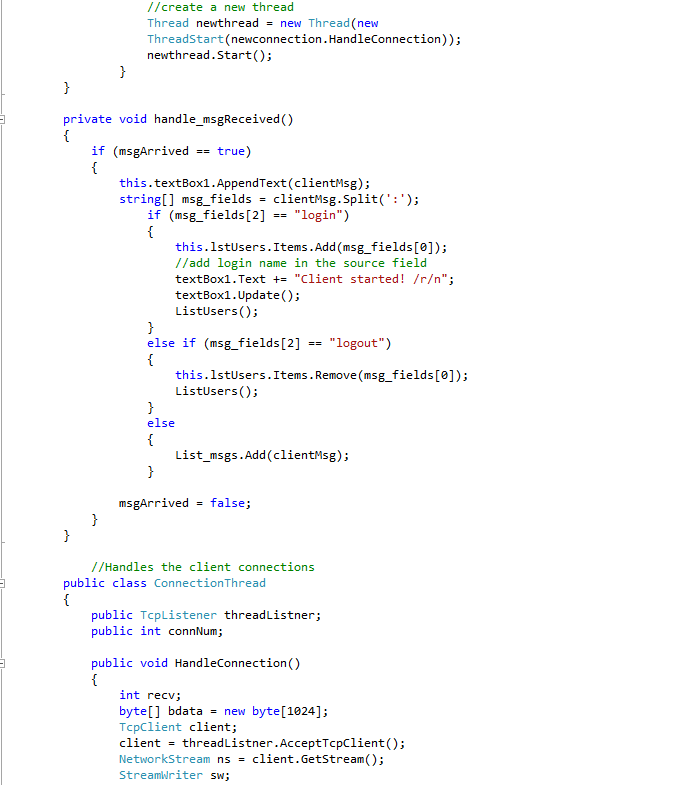 //create a new thread
Thread newthread = new Thread(new
ThreadStart(newconnection.HandleConnection));
newthread.Start();
}
}
private void handle_msgReceived()
{
if (msgArrived == true)
{
this.textBox1.AppendText(clientMsg);
string[] msg_fields = clientMsg.Split(':');
if (msg_fields[2] == "login")
{
this.lstUsers.Items.Add(msg_fields[0]);
//add login name in the source field
textBox1.Text += "Client started! /r/n";
textBox1.Update();
ListUsers();
}
else if (msg_fields[2] == "logout")
{
this.lstUsers.Items.Remove(msg_fields[0]);
ListUsers();
}
else
{
List_msgs.Add(clientMsg);
}
msgArrived = false;
}
}
//Handles the client connections
public class ConnectionThread
{
public TcpListener threadListner;
public int connNum;
public void HandleConnection()
{
int recv;
byte[] bdata = new byte[1024];
TcpClient client;
client = threadListner.AcceptTcpClient();
NetworkStream ns = client.GetStream();
StreamWriter sw;